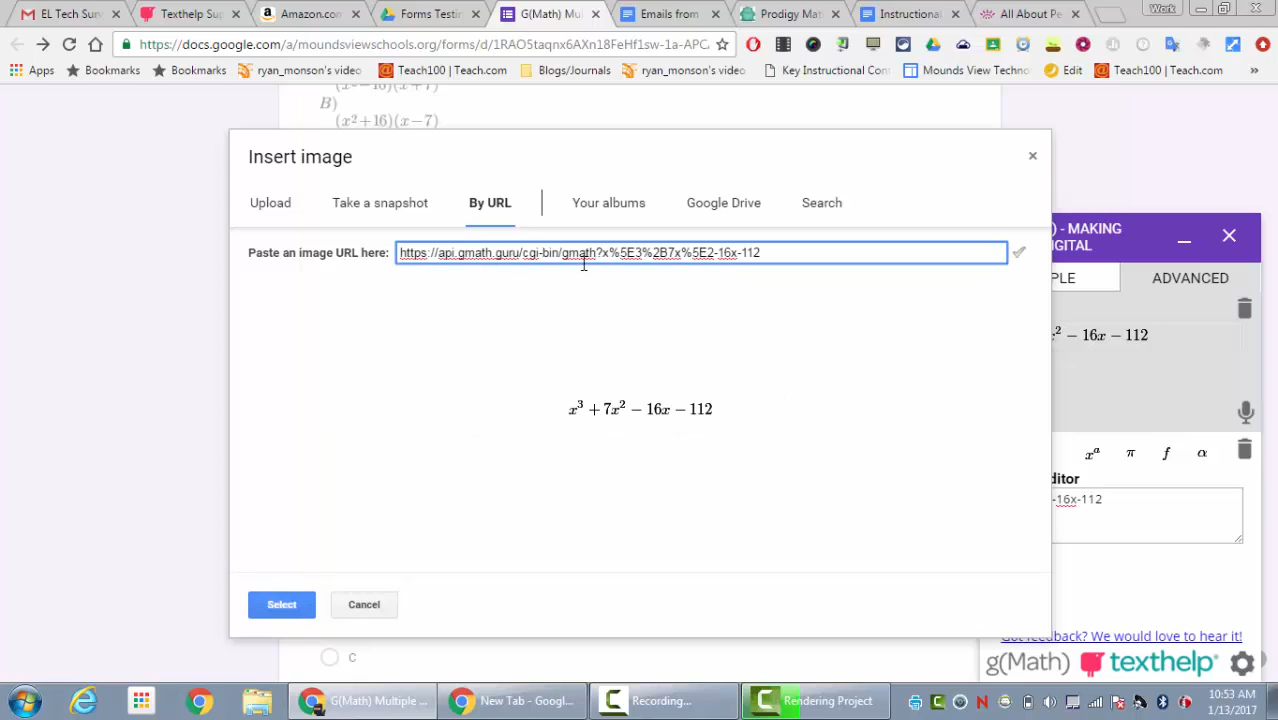 EL Tech Surv
Texthelp Sup
Amazon.com
Forms Testin
G(Math) Mul
Emails from
Prodigy Mat
Instructional
All About Pe
Work
https://docs.google.com/a/moundsviewschools.org/forms/d/1RAO5taqnx6AXn18FeHf1sw-1a-APC
Apps
Bookmarks
Bookmarks
ryan_monson's video
Teach100 | Teach.com
Blogs/Journals
ryan_monson's video
Key Instructional Con
Mounds View Techno
Edit
Teach100 | Teach.com
»
B)
(x²+16)(x−7)
Insert image
Upload
Take a snapshot
By URL
Your albums
Google Drive
Search
Paste an image URL here:
https://api.gmath.guru/cgi-bin/gmath?x%5E3%2B7x%5E2-16x-112
x³ + 7x² − 16x − 112
Select
Cancel
) - MAKING
IGITAL
PLE
ADVANCED
² − 16x − 112
xᵃ π f α
ditor
-16x-112
Got feedback? We would love to hear it!
g(Math) texthelp
C
G(Math) Multiple ...
New Tab - Googl...
Recording...
Rendering Project
10:53 AM
1/13/2017